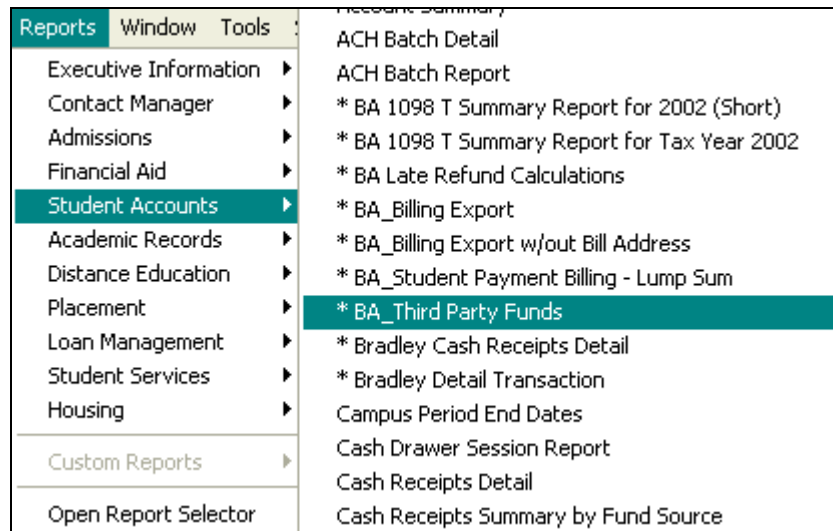 Reports Window Tools
Executive Information
Contact Manager
Admissions
Financial Aid
Student Accounts
Academic Records
Distance Education
Placement
Loan Management
Student Services
Housing
Custom Reports
Open Report Selector
Account Summary
ACH Batch Detail
ACH Batch Report
* BA 1098 T Summary Report for 2002 (Short)
* BA 1098 T Summary Report for Tax Year 2002
* BA Late Refund Calculations
* BA_Billing Export
* BA_Billing Export w/out Bill Address
* BA_Student Payment Billing - Lump Sum
* BA_Third Party Funds
* Bradley Cash Receipts Detail
* Bradley Detail Transaction
Campus Period End Dates
Cash Drawer Session Report
Cash Receipts Detail
Cash Receipts Summary by Fund Source